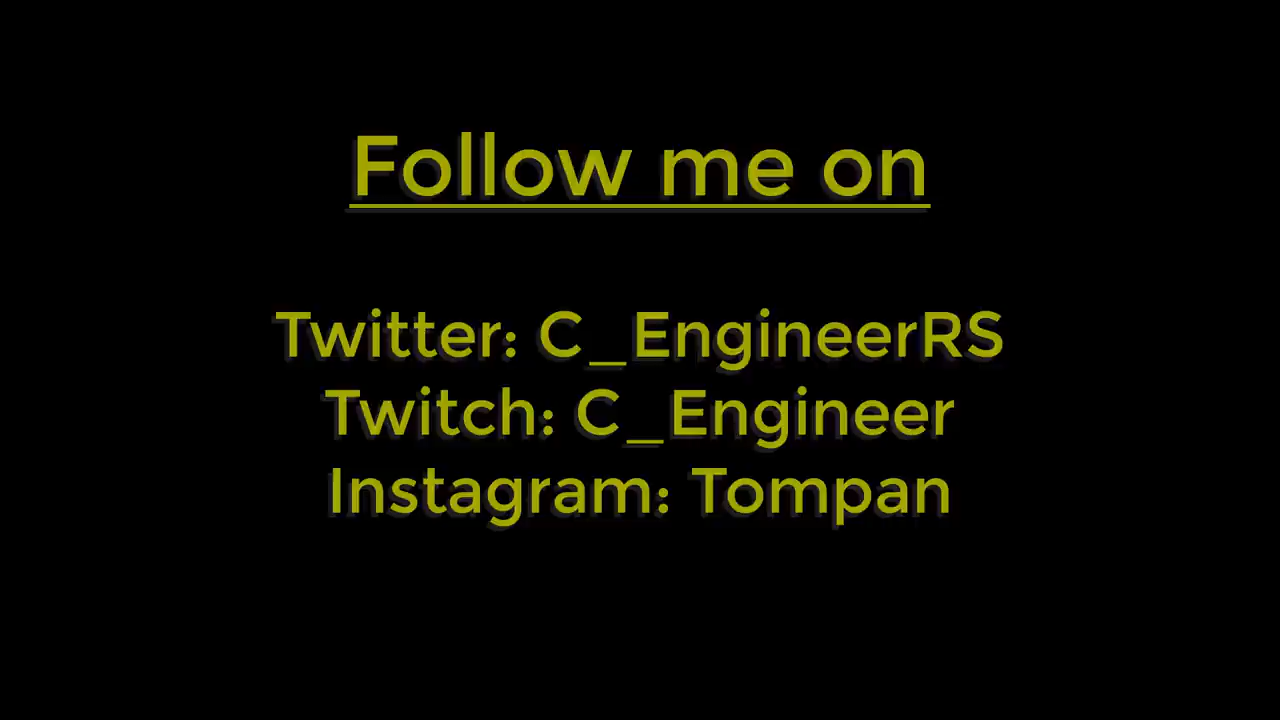 Follow me on
Twitter: C_EngineerRS
Twitch: C_Engineer
Instagram: Tompan